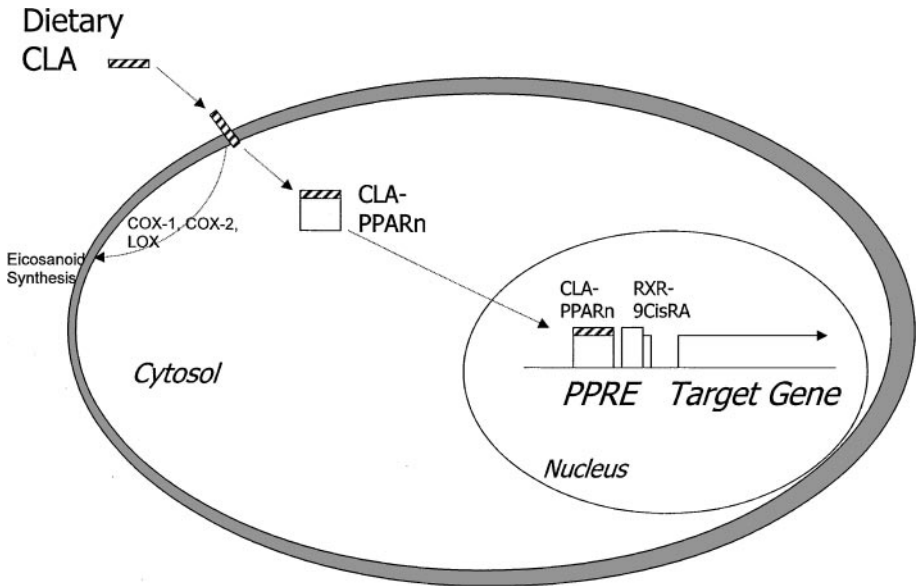 Dietary
CLA
CLA-
PPARn
COX-1, COX-2,
LOX
Eicosanoid
Synthesis
CLA-
PPARn
RXR-
9CisRA
Cytosol
PPRE
Target Gene
Nucleus